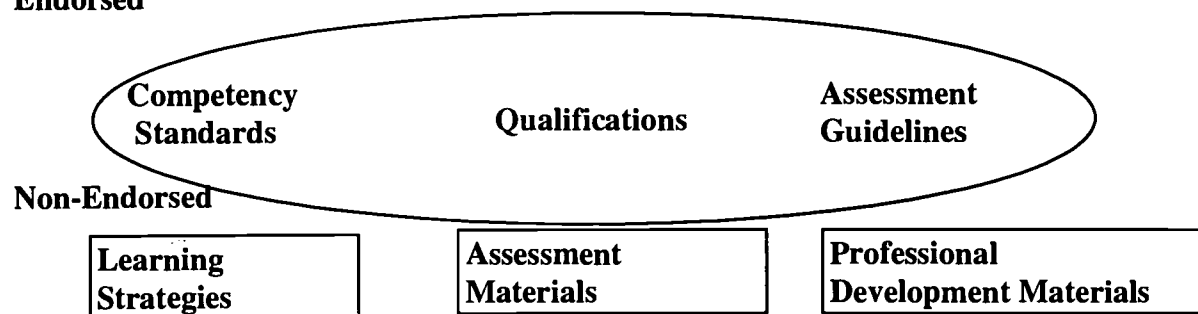 Endorsed
Competency
Standards
Qualifications
Assessment
Guidelines
Non-Endorsed
Learning
Strategies
Assessment
Materials
Professional
Development Materials